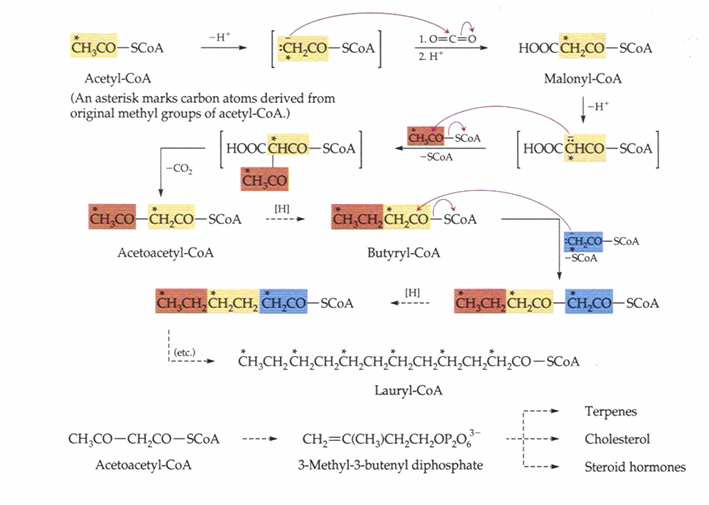 CH₃CO—SCoA
−H⁺
[:CH₂CO—SCoA]
1. O=C=O
2. H⁺
HOOCCH₂CO—SCoA
Acetyl-CoA
Malonyl-CoA
(An asterisk marks carbon atoms derived from
original methyl groups of acetyl-CoA.)
−H⁺
[HOOCCHCO—SCoA]
CH₃CO
CH₃CO—SCoA
−SCoA
[HOOCCHCO—SCoA]
−CO₂
CH₃CO—CH₂CO—SCoA
[H]
CH₃CH₂CH₂CO—SCoA
:CH₂CO—SCoA
−SCoA
Acetoacetyl-CoA
Butyryl-CoA
CH₃CH₂CH₂CH₂CH₂CO—SCoA
[H]
CH₃CH₂CH₂CO—CH₂CO—SCoA
(etc.)
CH₃CH₂CH₂CH₂CH₂CH₂CH₂CH₂CH₂CH₂CH₂CO—SCoA
Lauryl-CoA
CH₃CO—CH₂CO—SCoA
CH₂=C(CH₃)CH₂CH₂OP₂O₆³⁻
Acetoacetyl-CoA
3-Methyl-3-butenyl diphosphate
Terpenes
Cholesterol
Steroid hormones